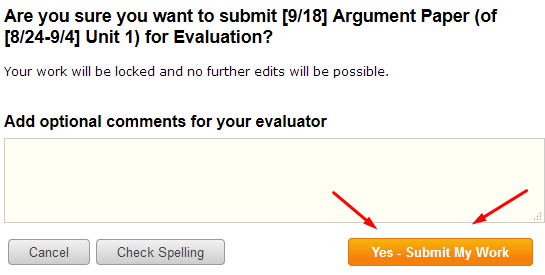 Are you sure you want to submit [9/18] Argument Paper (of
[8/24-9/4] Unit 1) for Evaluation?
Your work will be locked and no further edits will be possible.
Add optional comments for your evaluator
Cancel
Check Spelling
Yes - Submit My Work